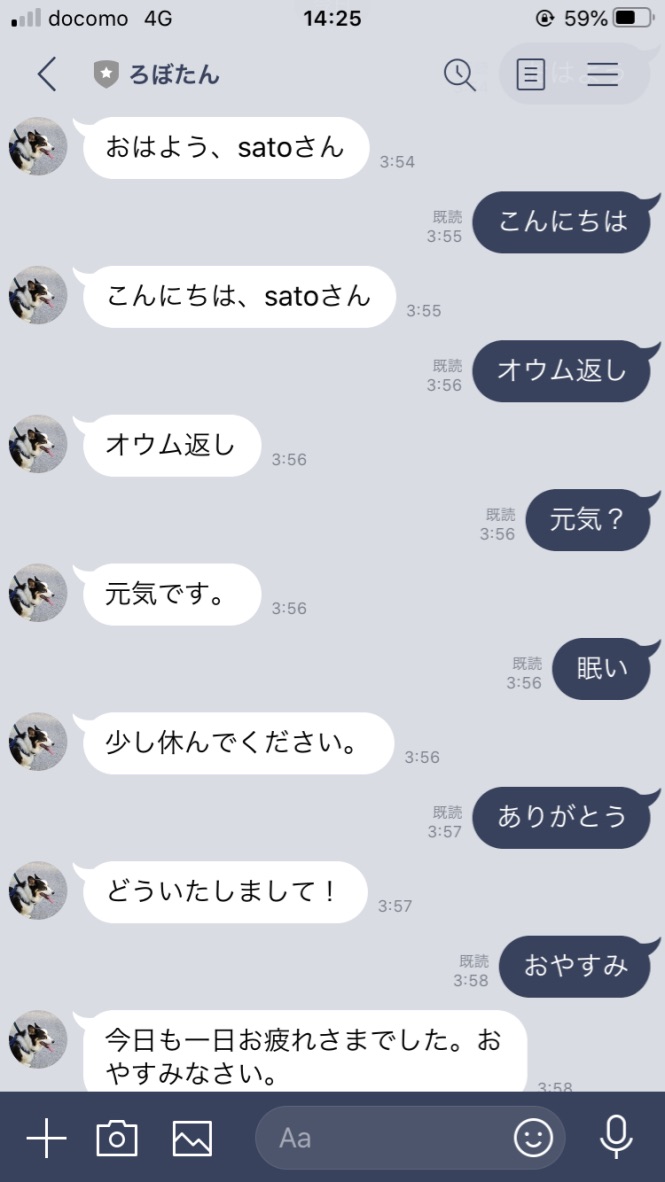 docomo 4G 14:25 59%
ろぼたん
はよう
おはよう、satoさん
3:54
既読
3:55
こんにちは
こんにちは、satoさん
3:55
既読
3:56
オウム返し
オウム返し
3:56
既読
3:56
元気？
元気です。
3:56
既読
3:56
眠い
少し休んでください。
3:56
既読
3:57
ありがとう
どういたしまして！
3:57
既読
3:58
おやすみ
今日も一日お疲れさまでした。お
やすみなさい。
3:58
Aa